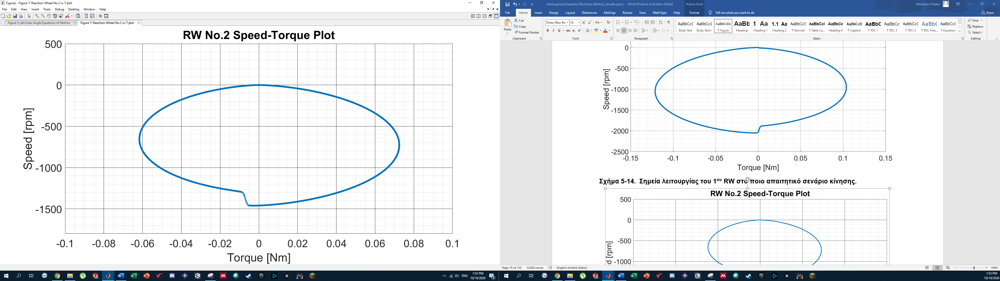 Figures - Figure 7: Reaction Wheel No.2 w-T plot
File Edit View Insert Tools Debug Desktop Window Help
Figure 3: phi Euler Angle Equations of Motion Figure 7: Reaction Wheel No.2 w-T plot
RW No.2 Speed-Torque Plot
500
0
-500
-1000
-1500
Speed [rpm]
-0.1 -0.08 -0.06 -0.04 -0.02 0 0.02 0.04 0.06 0.08 0.1
Torque [Nm]
ENG
1:53 PM
10/19/2020
Διπλωματική Εργασία_Μενέλαος Βιδάκης_Διορθωμένη - Word (Product Activation Failed)
Picture Tools
Menelaos Vidakis
File Home Insert Design Layout References Mailings Review View MathType Help Format Tell me what you want to do
Share
Paste
Cut
Copy
Format Painter
Clipboard
Times New Ro 10
Font
Paragraph
AaBbCcI AaBbCcI AaBbCcDc AaBb 1 Aa 1.1 Aa AaBbCcI AaBbCcI AaBbCc AaBbCcD AaBbC AaBbCc AaBbCcI AaBbC AaBbCcI
Body Text Body Text+ ¶ Figure Heading Heading 1 Heading 2 ¶ Normal ¶ Table ca... Heading 4 ¶ Caption ¶ TOC 1 ¶ TOC 2 ¶ TOC 3 ¶ TOC Hea... ¶ Equation
Styles
Find
Replace
Select
Editing
0
-500
-1000
-1500
-2000
-2500
Speed [rpm]
-0.15 -0.1 -0.05 0 0.05 0.1 0.15
Torque [Nm]
Σχήμα 5-14. Σημεία λειτουργίας του 1ου RW στο ποιο απαιτητικό σενάριο κίνησης.
RW No.2 Speed-Torque Plot
500
0
-500
-1000
d [rpm]
Page 78 of 135 32268 words English (United States)
190%
1:53 PM
10/19/2020